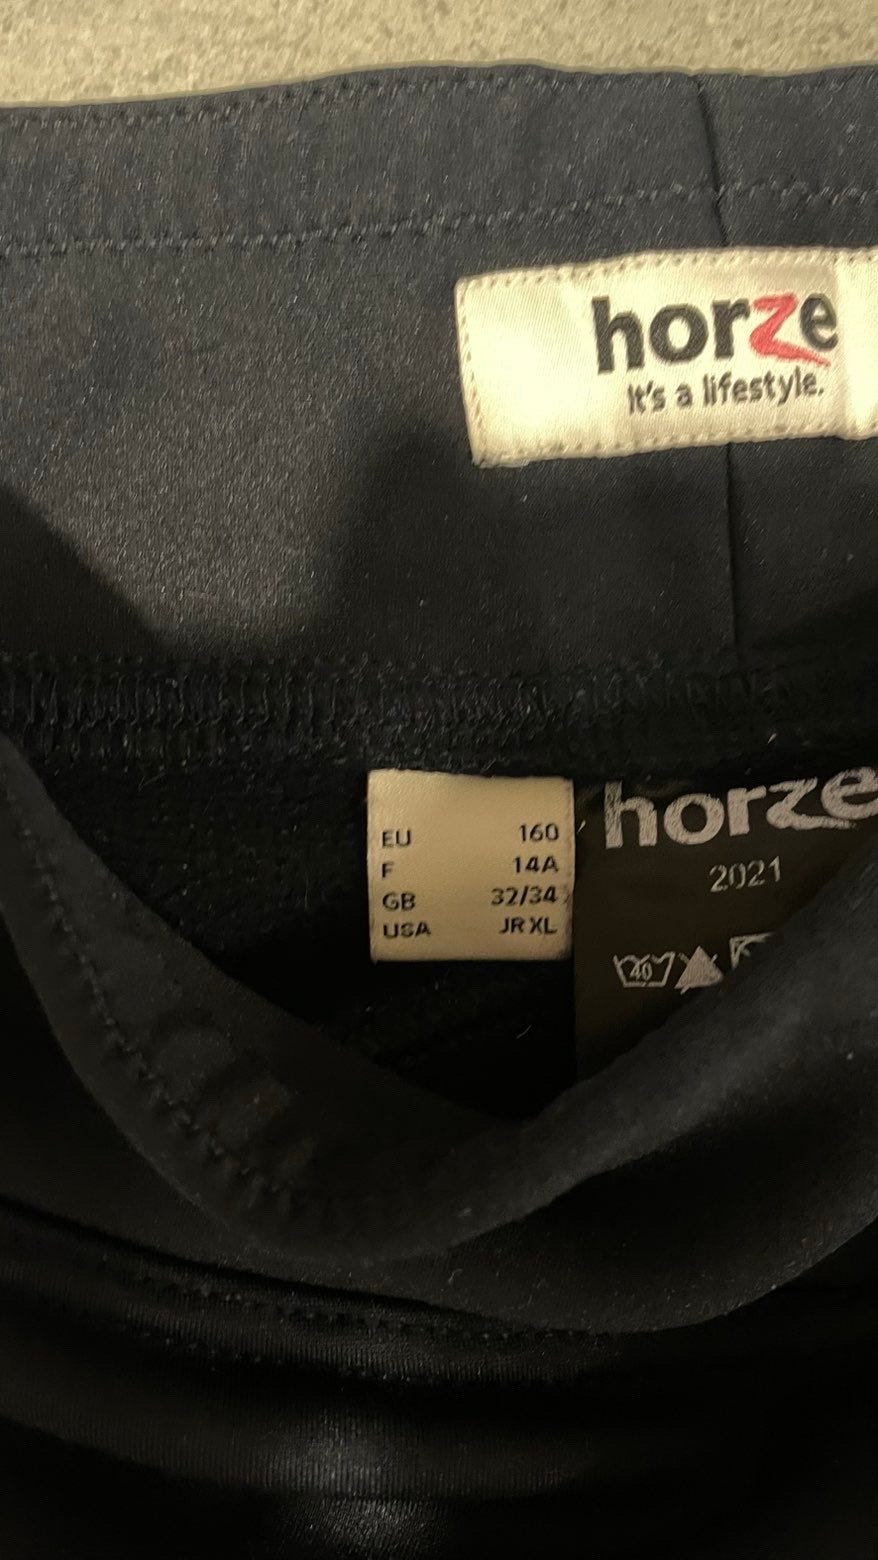 horze
It's a lifestyle.
EU 160
F 14A
GB 32/34
USA JR XL
horze
2021
40